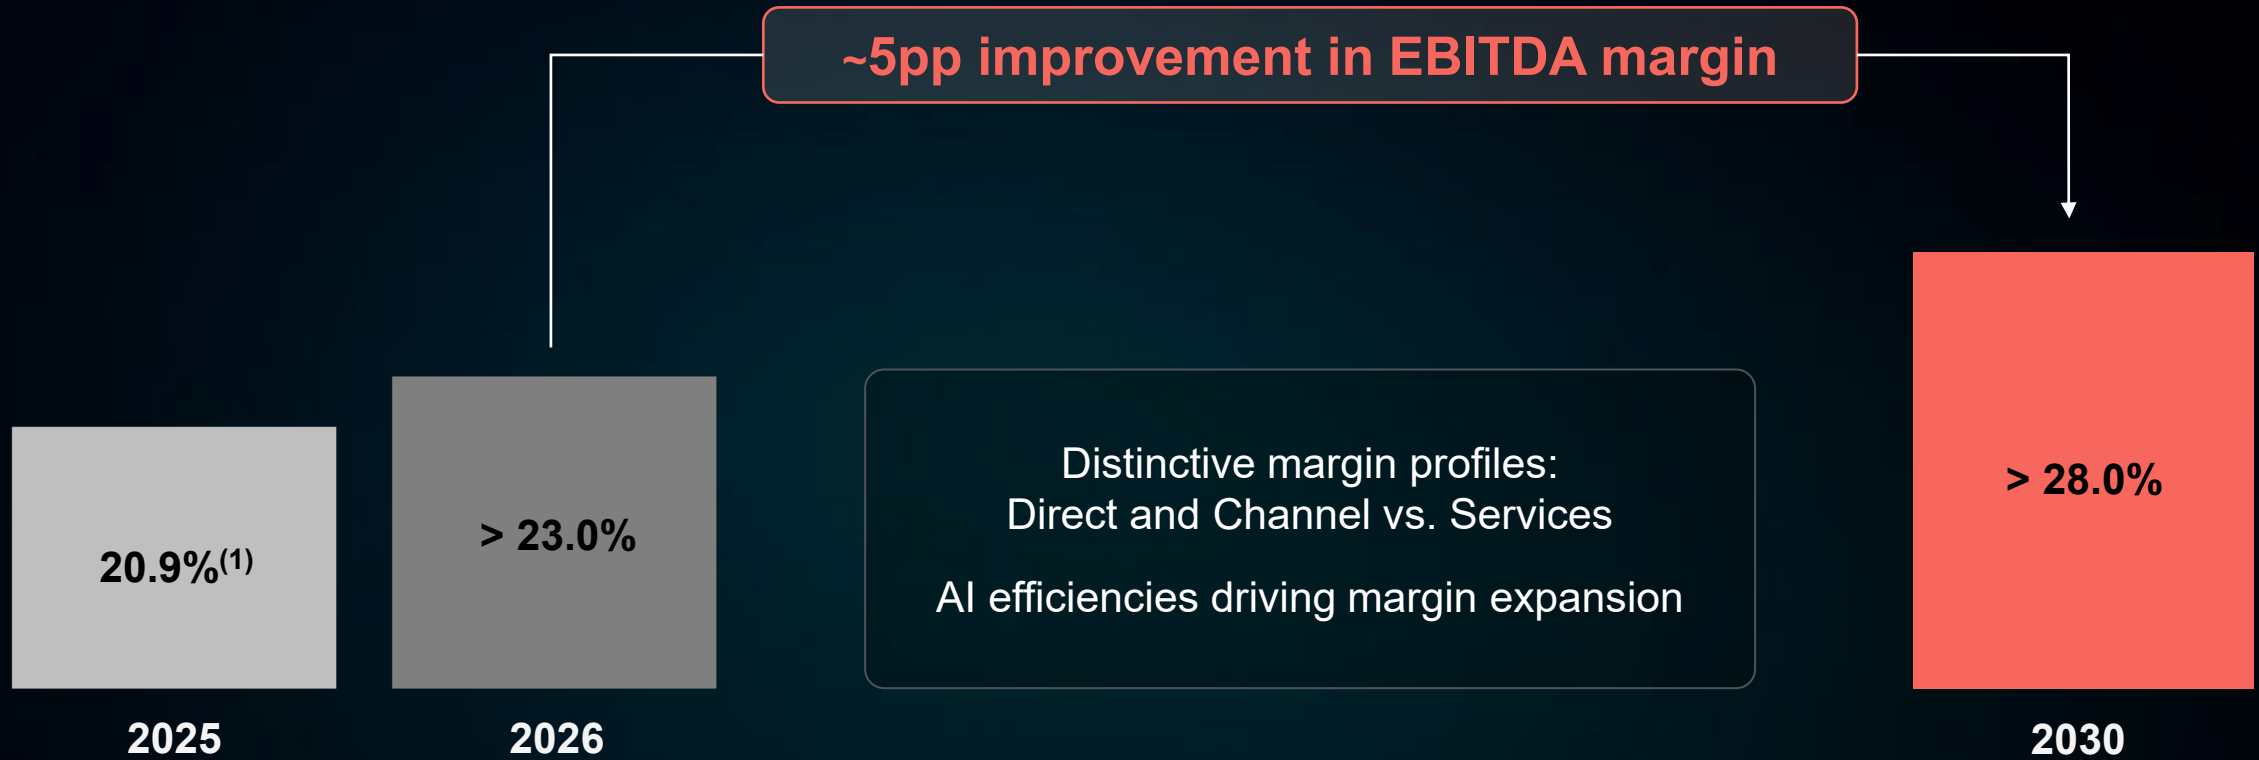 ~5pp improvement in EBITDA margin
20.9%(1)
> 23.0%
Distinctive margin profiles:
Direct and Channel vs. Services
AI efficiencies driving margin expansion
> 28.0%
2025
2026
2030